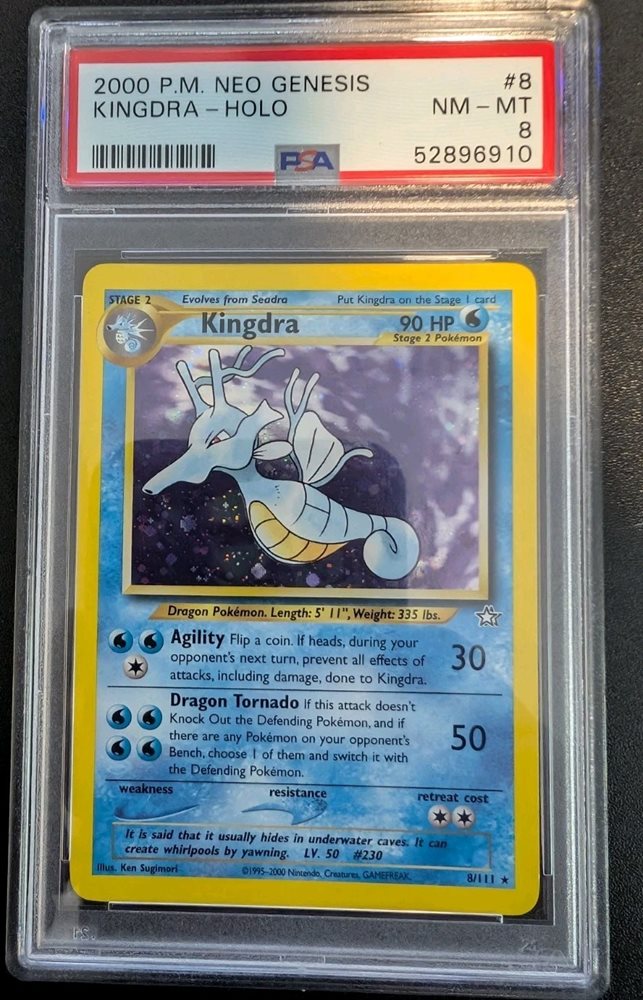 2000 P.M. NEO GENESIS #8
KINGDRA – HOLO NM – MT
8
PSA 52896910
STAGE 2 Evolves from Seadra Put Kingdra on the Stage 1 card
Kingdra 90 HP
Stage 2 Pokémon
Dragon Pokémon. Length: 5' 11", Weight: 335 lbs.
Agility Flip a coin. If heads, during your
opponent's next turn, prevent all effects of 30
attacks, including damage, done to Kingdra.
Dragon Tornado If this attack doesn't
Knock Out the Defending Pokémon, and if
there are any Pokémon on your opponent's 50
Bench, choose 1 of them and switch it with
the Defending Pokémon.
weakness resistance retreat cost
It is said that it usually hides in underwater caves. It can
create whirlpools by yawning. LV. 50 #230
Illus. Ken Sugimori ©1995-2000 Nintendo, Creatures, GAMEFREAK. 8/111 ★